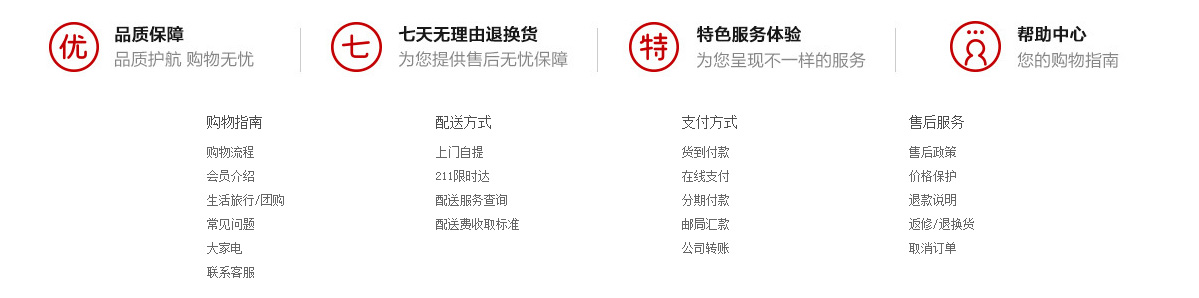 优 品质保障
品质护航 购物无忧
七 七天无理由退换货
为您提供售后无忧保障
特 特色服务体验
为您呈现不一样的服务
帮助中心
您的购物指南
购物指南
购物流程
会员介绍
生活旅行/团购
常见问题
大家电
联系客服
配送方式
上门自提
211限时达
配送服务查询
配送费收取标准
支付方式
货到付款
在线支付
分期付款
邮局汇款
公司转账
售后服务
售后政策
价格保护
退款说明
返修/退换货
取消订单